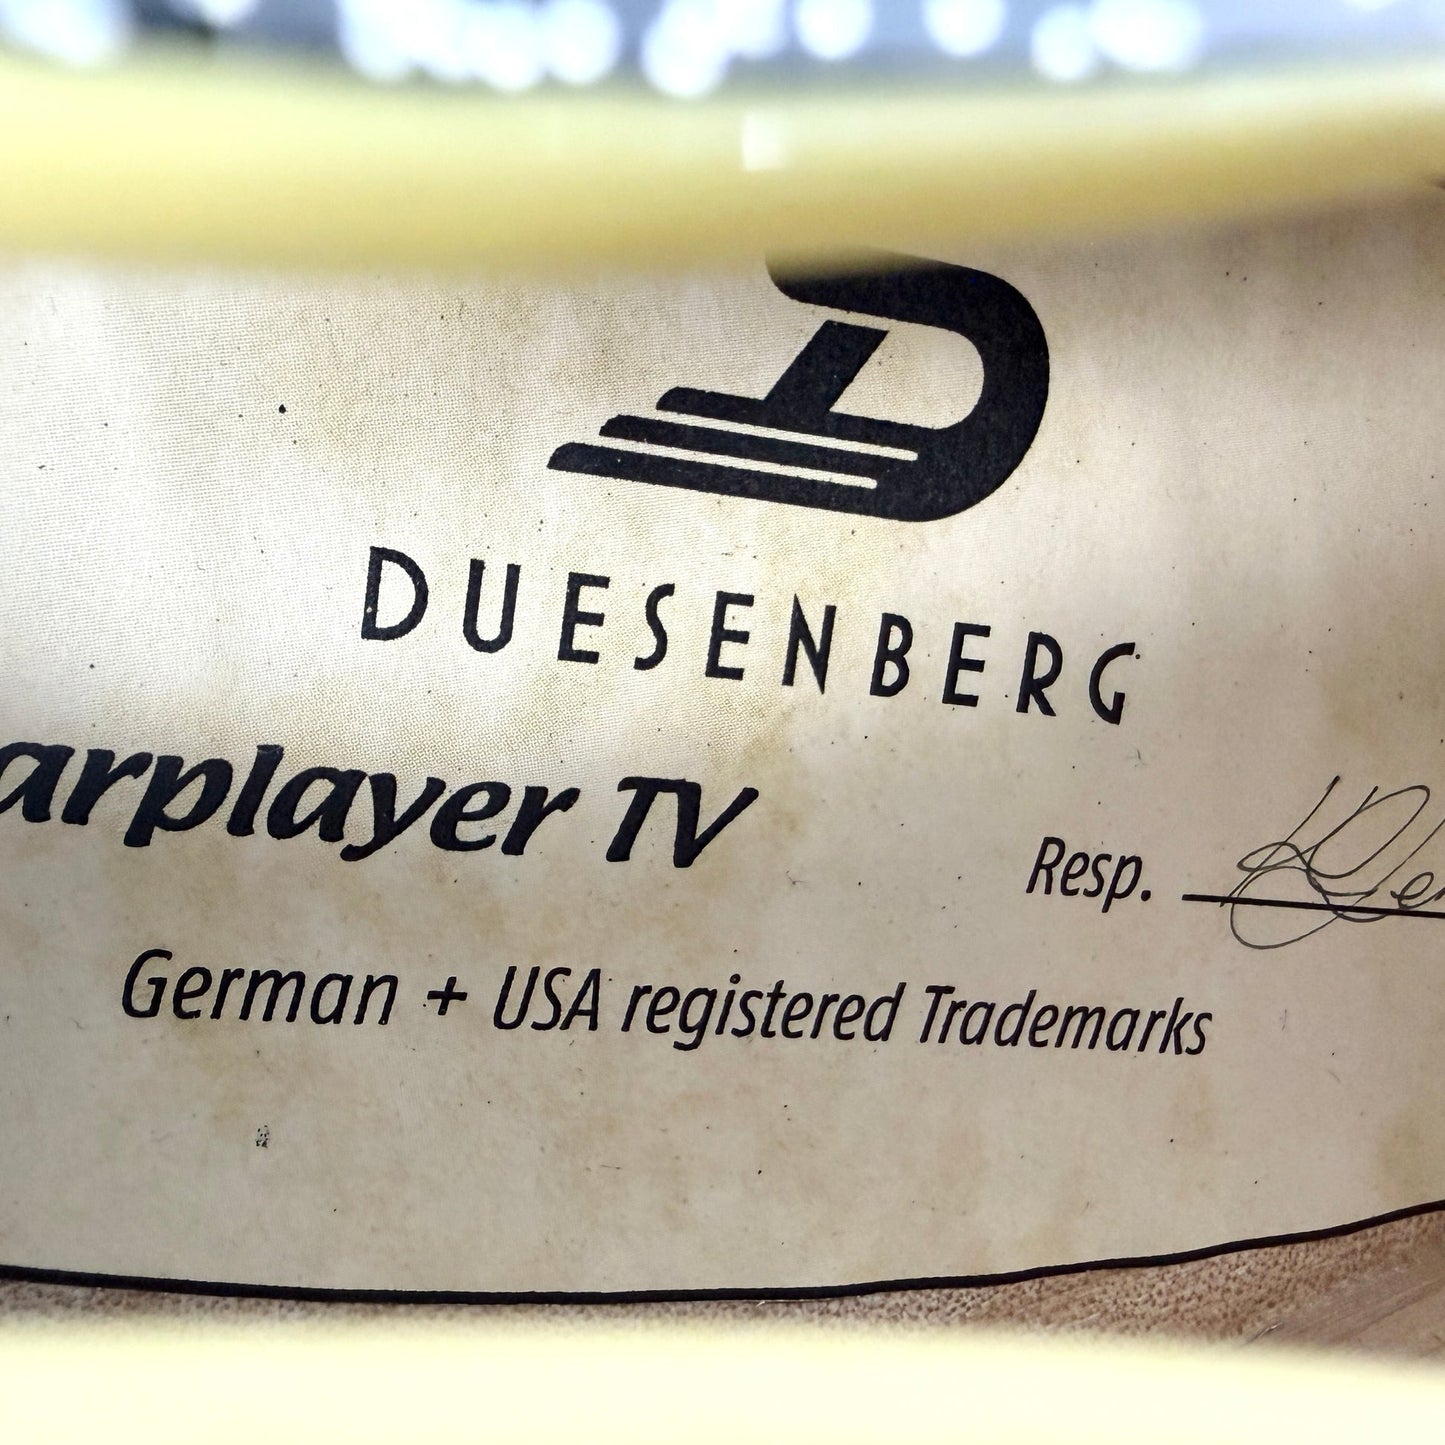 DUESENBERG
arplayer TV
Resp.
German + USA registered Trademarks